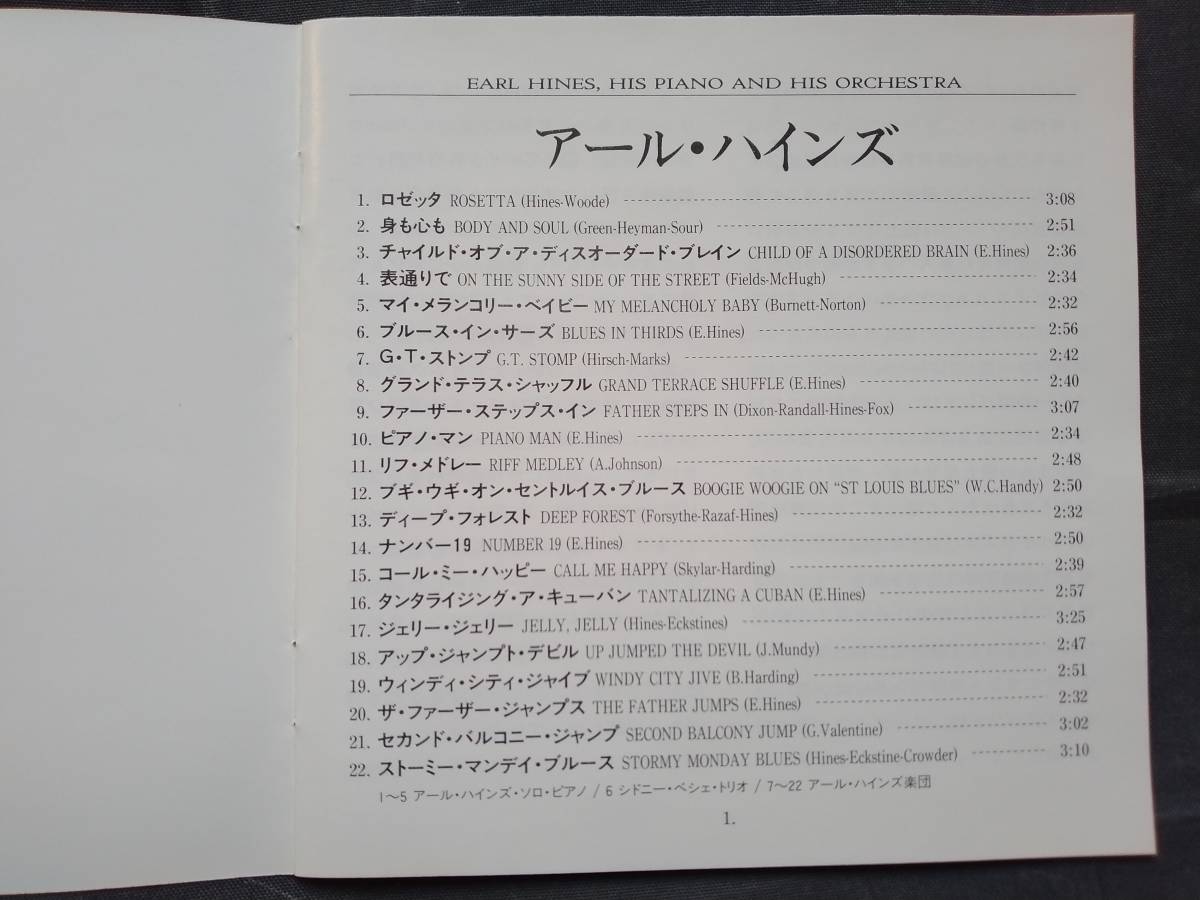 EARL HINES, HIS PIANO AND HIS ORCHESTRA
アール・ハインズ
1. ロゼッタ ROSETTA (Hines-Woode) 3:08
2. 身も心も BODY AND SOUL (Green-Heyman-Sour) 2:51
3. チャイルド・オブ・ア・ディスオーダード・ブレイン CHILD OF A DISORDERED BRAIN (E.Hines) 2:36
4. 表通りで ON THE SUNNY SIDE OF THE STREET (Fields-McHugh) 2:34
5. マイ・メランコリー・ベイビー MY MELANCHOLY BABY (Burnett-Norton) 2:32
6. ブルース・イン・サーズ BLUES IN THIRDS (E.Hines) 2:56
7. G・T・ストンプ G.T. STOMP (Hirsch-Marks) 2:42
8. グランド・テラス・シャッフル GRAND TERRACE SHUFFLE (E.Hines) 2:40
9. ファーザー・ステップス・イン FATHER STEPS IN (Dixon-Randall-Hines-Fox) 3:07
10. ピアノ・マン PIANO MAN (E.Hines) 2:34
11. リフ・メドレー RIFF MEDLEY (A.Johnson) 2:48
12. ブギ・ウギ・オン・セントルイス・ブルース BOOGIE WOOGIE ON “ST LOUIS BLUES” (W.C.Handy) 2:50
13. ディープ・フォレスト DEEP FOREST (Forsythe-Razaf-Hines) 2:32
14. ナンバー19 NUMBER 19 (E.Hines) 2:50
15. コール・ミー・ハッピー CALL ME HAPPY (Skylar-Harding) 2:39
16. タンタライジング・ア・キューバン TANTALIZING A CUBAN (E.Hines) 2:57
17. ジェリー・ジェリー JELLY, JELLY (Hines-Eckstines) 3:25
18. アップ・ジャンプト・デビル UP JUMPED THE DEVIL (J.Mundy) 2:47
19. ウィンディ・シティ・ジャイブ WINDY CITY JIVE (B.Harding) 2:51
20. ザ・ファーザー・ジャンプス THE FATHER JUMPS (E.Hines) 2:32
21. セカンド・バルコニー・ジャンプ SECOND BALCONY JUMP (G.Valentine) 3:02
22. ストーミー・マンデイ・ブルース STORMY MONDAY BLUES (Hines-Eckstine-Crowder) 3:10
1〜5 アール・ハインズ・ソロ・ピアノ / 6 シドニー・ベシェ・トリオ / 7〜22 アール・ハインズ楽団
1.